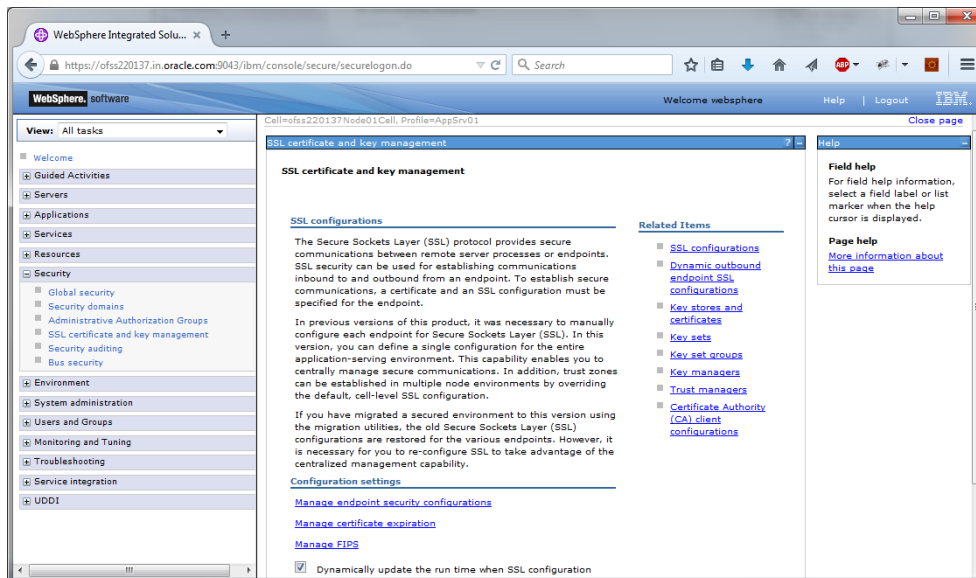 WebSphere Integrated Solu...
https://ofss220137.in.oracle.com:9043/ibm/console/secure/securelogon.do
Search
ABP
WebSphere. software
Welcome websphere
Help | Logout
IBM.
View: All tasks
Welcome
Guided Activities
Servers
Applications
Services
Resources
Security
Global security
Security domains
Administrative Authorization Groups
SSL certificate and key management
Security auditing
Bus security
Environment
System administration
Users and Groups
Monitoring and Tuning
Troubleshooting
Service integration
UDDI
Cell=ofss220137Node01Cell, Profile=AppSrv01
Close page
SSL certificate and key management
? -
SSL certificate and key management
SSL configurations
The Secure Sockets Layer (SSL) protocol provides secure
communications between remote server processes or endpoints.
SSL security can be used for establishing communications
inbound to and outbound from an endpoint. To establish secure
communications, a certificate and an SSL configuration must be
specified for the endpoint.
In previous versions of this product, it was necessary to manually
configure each endpoint for Secure Sockets Layer (SSL). In this
version, you can define a single configuration for the entire
application-serving environment. This capability enables you to
centrally manage secure communications. In addition, trust zones
can be established in multiple node environments by overriding
the default, cell-level SSL configuration.
If you have migrated a secured environment to this version using
the migration utilities, the old Secure Sockets Layer (SSL)
configurations are restored for the various endpoints. However, it
is necessary for you to re-configure SSL to take advantage of the
centralized management capability.
Configuration settings
Manage endpoint security configurations
Manage certificate expiration
Manage FIPS
Dynamically update the run time when SSL configuration
Related Items
SSL configurations
Dynamic outbound
endpoint SSL
configurations
Key stores and
certificates
Key sets
Key set groups
Key managers
Trust managers
Certificate Authority
(CA) client
configurations
Help
Field help
For field help information,
select a field label or list
marker when the help
cursor is displayed.
Page help
More information about
this page